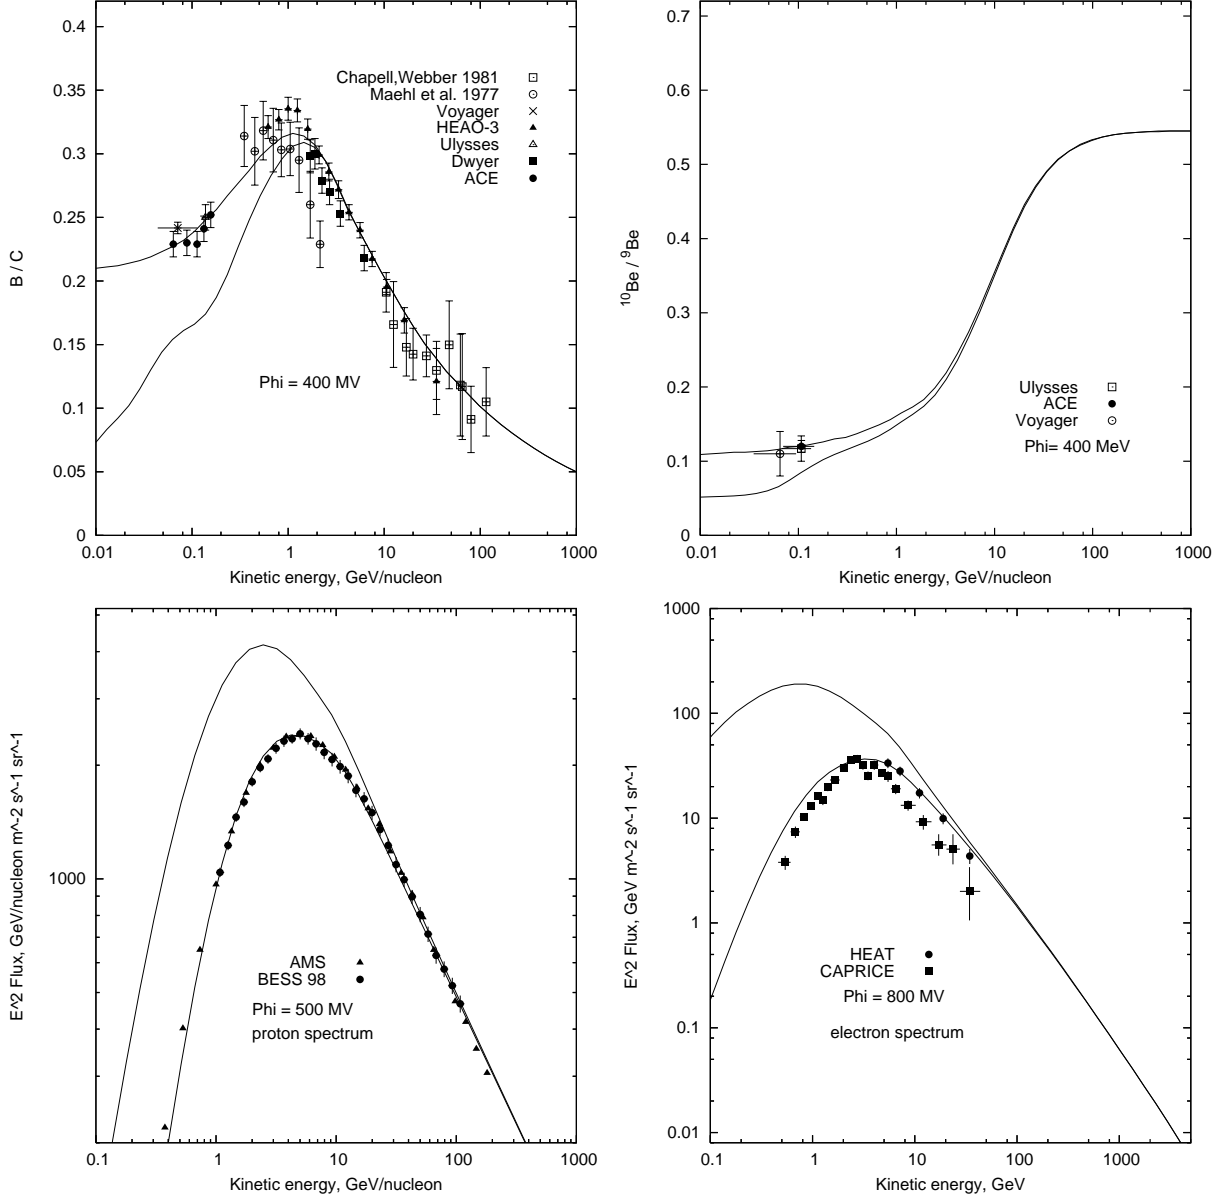 0.4
0.35
0.3
0.25
0.2
0.15
0.1
0.05
0
B / C
Chapell,Webber 1981
Maehl et al. 1977
Voyager
HEAO-3
Ulysses
Dwyer
ACE
Phi = 400 MV
0.01 0.1 1 10 100 1000
Kinetic energy, GeV/nucleon
0.7
0.6
0.5
0.4
0.3
0.2
0.1
0
10Be / 9Be
Ulysses
ACE
Voyager
Phi= 400 MeV
0.01 0.1 1 10 100 1000
Kinetic energy, GeV/nucleon
1000
E^2 Flux, GeV/nucleon m^-2 s^-1 sr^-1
AMS
BESS 98
Phi = 500 MV
proton spectrum
0.1 1 10 100 1000
Kinetic energy, GeV/nucleon
1000
100
10
1
0.1
0.01
E^2 Flux, GeV m^-2 s^-1 sr^-1
HEAT
CAPRICE
Phi = 800 MV
electron spectrum
0.1 1 10 100 1000
Kinetic energy, GeV